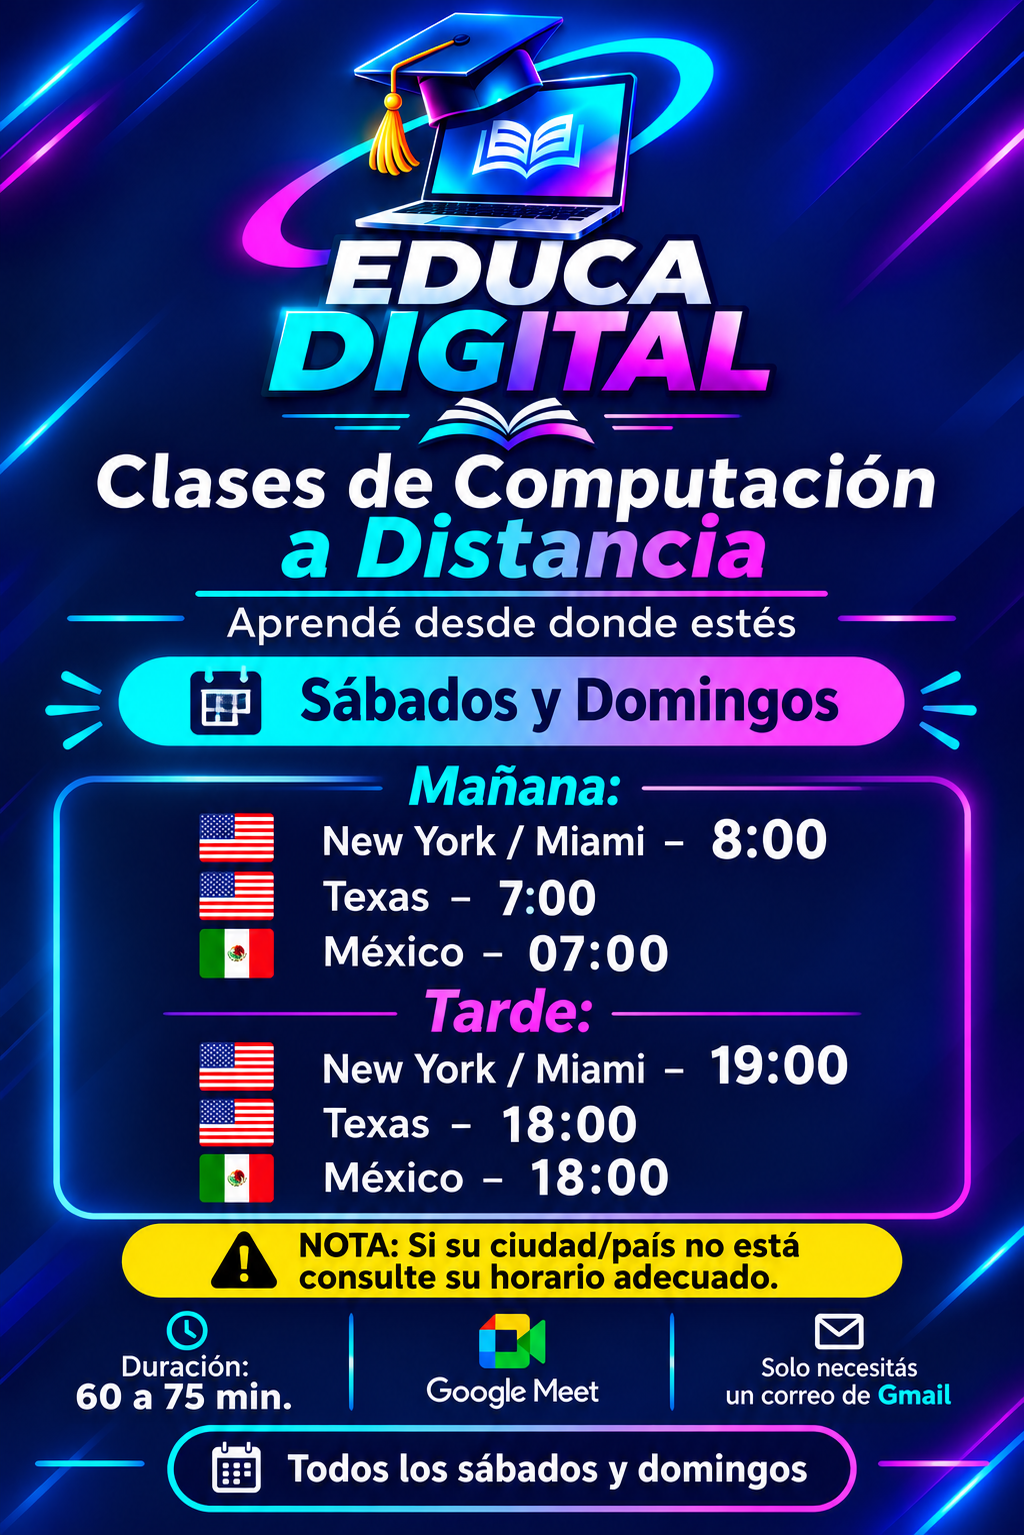 EDUCA
DIGITAL
Clases de Computación
a Distancia
Aprendé desde donde estés
Sábados y Domingos
Mañana:
New York / Miami – 8:00
Texas – 7:00
México – 07:00
Tarde:
New York / Miami – 19:00
Texas – 18:00
México – 18:00
NOTA: Si su ciudad/país no está
consulte su horario adecuado.
Duración:
60 a 75 min.
Google Meet
Solo necesitás
un correo de Gmail
Todos los sábados y domingos